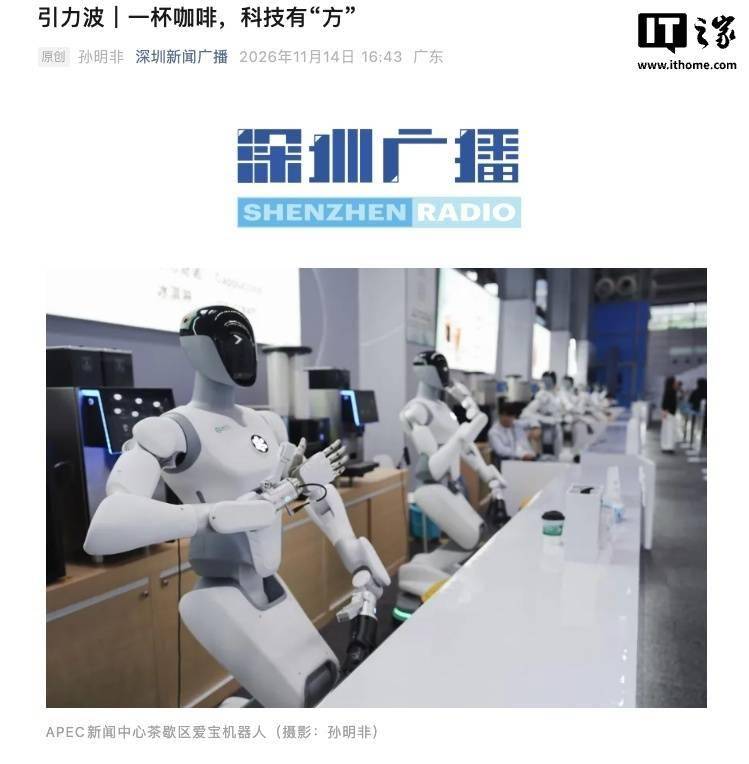 引力波｜一杯咖啡，科技有“方”
IT之家
www.ithome.com
原创 孙明非 深圳新闻广播 2026年11月14日 16:43 广东
深圳广播
SHENZHEN RADIO
APEC新闻中心茶歇区爱宝机器人（摄影：孙明非）